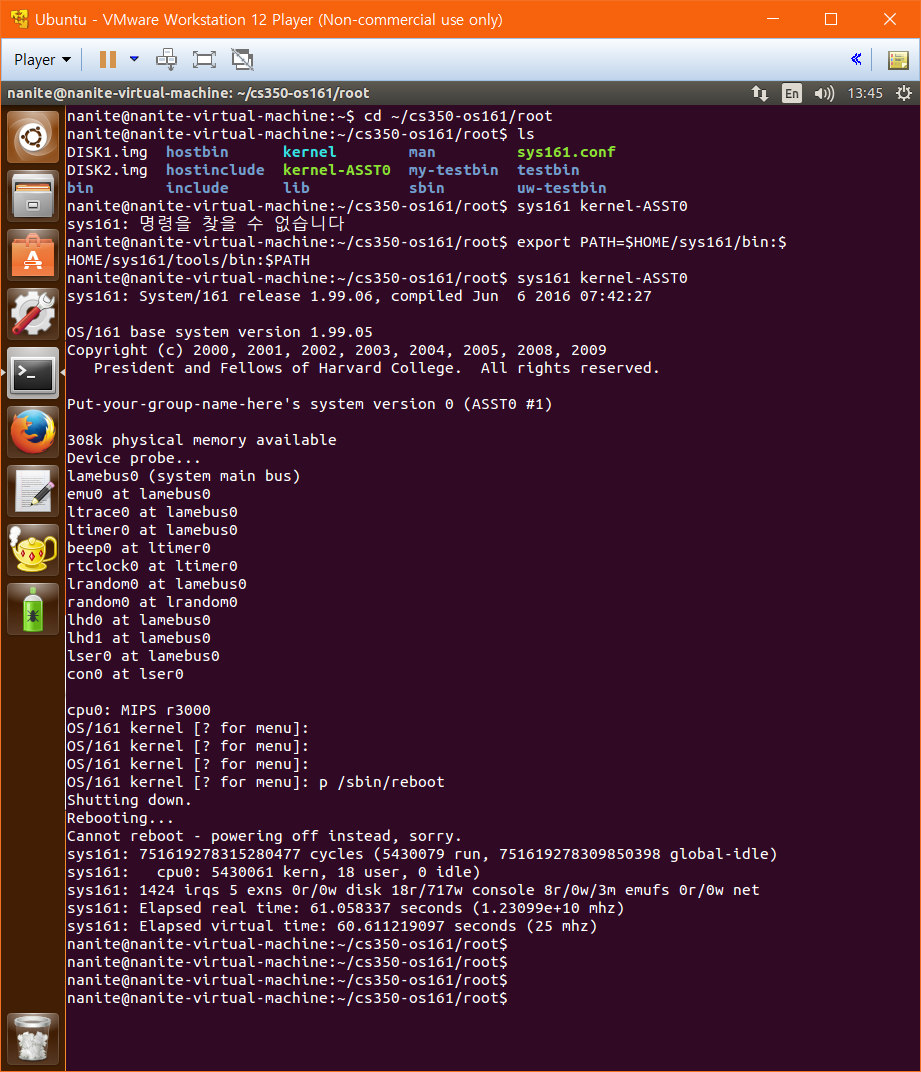 Ubuntu - VMware Workstation 12 Player (Non-commercial use only)
Player
nanite@nanite-virtual-machine: ~/cs350-os161/root
En
13:45
nanite@nanite-virtual-machine:~$ cd ~/cs350-os161/root
nanite@nanite-virtual-machine:~/cs350-os161/root$ ls
DISK1.img  hostbin      kernel        man         sys161.conf
DISK2.img  hostinclude  kernel-ASST0  my-testbin  testbin
bin        include      lib           sbin        uw-testbin
nanite@nanite-virtual-machine:~/cs350-os161/root$ sys161 kernel-ASST0
sys161: 명령을 찾을 수 없습니다
nanite@nanite-virtual-machine:~/cs350-os161/root$ export PATH=$HOME/sys161/bin:$
HOME/sys161/tools/bin:$PATH
nanite@nanite-virtual-machine:~/cs350-os161/root$ sys161 kernel-ASST0
sys161: System/161 release 1.99.06, compiled Jun  6 2016 07:42:27
OS/161 base system version 1.99.05
Copyright (c) 2000, 2001, 2002, 2003, 2004, 2005, 2008, 2009
   President and Fellows of Harvard College.  All rights reserved.
Put-your-group-name-here's system version 0 (ASST0 #1)
308k physical memory available
Device probe...
lamebus0 (system main bus)
emu0 at lamebus0
ltrace0 at lamebus0
ltimer0 at lamebus0
beep0 at ltimer0
rtclock0 at ltimer0
lrandom0 at lamebus0
random0 at lrandom0
lhd0 at lamebus0
lhd1 at lamebus0
lser0 at lamebus0
con0 at lser0
cpu0: MIPS r3000
OS/161 kernel [? for menu]:
OS/161 kernel [? for menu]:
OS/161 kernel [? for menu]:
OS/161 kernel [? for menu]: p /sbin/reboot
Shutting down.
Rebooting...
Cannot reboot - powering off instead, sorry.
sys161: 751619278315280477 cycles (5430079 run, 751619278309850398 global-idle)
sys161:   cpu0: 5430061 kern, 18 user, 0 idle)
sys161: 1424 irqs 5 exns 0r/0w disk 18r/717w console 8r/0w/3m emufs 0r/0w net
sys161: Elapsed real time: 61.058337 seconds (1.23099e+10 mhz)
sys161: Elapsed virtual time: 60.611219097 seconds (25 mhz)
nanite@nanite-virtual-machine:~/cs350-os161/root$
nanite@nanite-virtual-machine:~/cs350-os161/root$
nanite@nanite-virtual-machine:~/cs350-os161/root$
nanite@nanite-virtual-machine:~/cs350-os161/root$